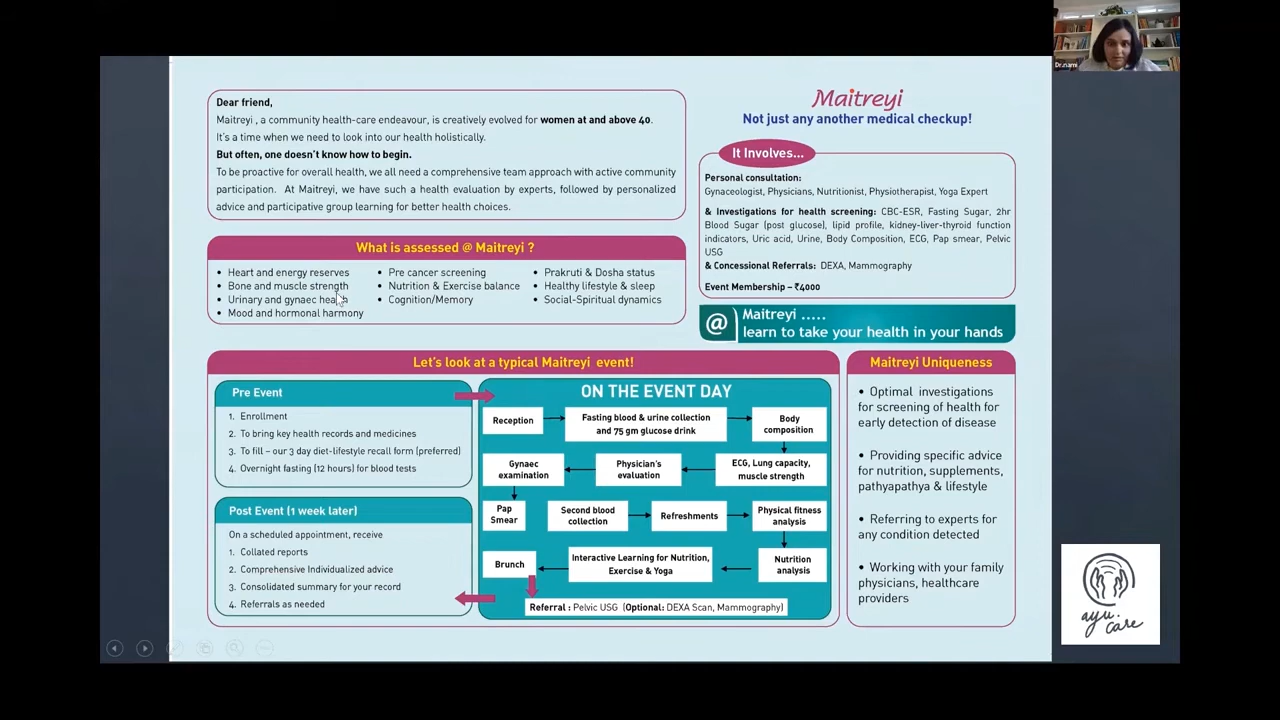 Dear friend,
Maitreyi , a community health-care endeavour, is creatively evolved for women at and above 40.
It's a time when we need to look into our health holistically.
But often, one doesn't know how to begin.
To be proactive for overall health, we all need a comprehensive team approach with active community
participation. At Maitreyi, we have such a health evaluation by experts, followed by personalized
advice and participative group learning for better health choices.
What is assessed @ Maitreyi ?
• Heart and energy reserves
• Bone and muscle strength
• Urinary and gynaec health
• Mood and hormonal harmony
• Pre cancer screening
• Nutrition & Exercise balance
• Cognition/Memory
• Prakruti & Dosha status
• Healthy lifestyle & sleep
• Social-Spiritual dynamics
Maitreyi
Not just any another medical checkup!
It Involves...
Personal consultation:
Gynaceologist, Physicians, Nutritionist, Physiotherapist, Yoga Expert
& Investigations for health screening: CBC-ESR, Fasting Sugar, 2hr
Blood Sugar (post glucose), lipid profile, kidney-liver-thyroid function
indicators, Uric acid, Urine, Body Composition, ECG, Pap smear, Pelvic
USG
& Concessional Referrals: DEXA, Mammography
Event Membership – ₹4000
@
Maitreyi .....
learn to take your health in your hands
Let's look at a typical Maitreyi event!
Pre Event
1. Enrollment
2. To bring key health records and medicines
3. To fill – our 3 day diet-lifestyle recall form (preferred)
4. Overnight fasting (12 hours) for blood tests
Post Event (1 week later)
On a scheduled appointment, receive
1. Collated reports
2. Comprehensive Individualized advice
3. Consolidated summary for your record
4. Referrals as needed
ON THE EVENT DAY
Reception
Fasting blood & urine collection
and 75 gm glucose drink
Body
composition
ECG, Lung capacity,
muscle strength
Physician's
evaluation
Gynaec
examination
Pap
Smear
Second blood
collection
Refreshments
Physical fitness
analysis
Nutrition
analysis
Interactive Learning for Nutrition,
Exercise & Yoga
Brunch
Referral : Pelvic USG (Optional: DEXA Scan, Mammography)
Maitreyi Uniqueness
• Optimal investigations
for screening of health for
early detection of disease
• Providing specific advice
for nutrition, supplements,
pathyapathya & lifestyle
• Referring to experts for
any condition detected
• Working with your family
physicians, healthcare
providers
ayu.
care
Dr.nami